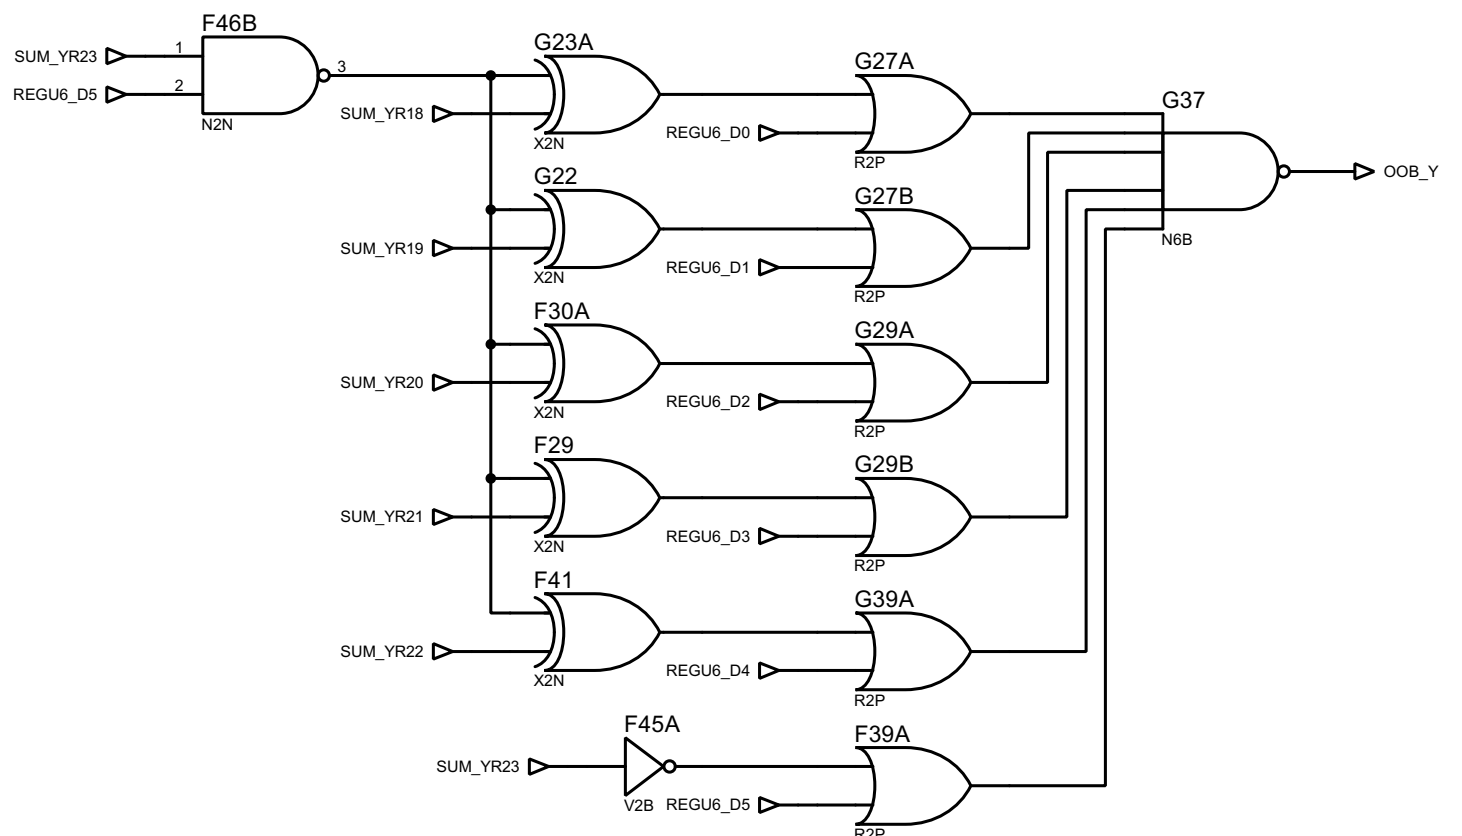 F46B
SUM_YR23
1
REGU6_D5
2
3
N2N
G23A
SUM_YR18
X2N
G27A
REGU6_D0
R2P
G37
OOB_Y
N6B
G22
SUM_YR19
X2N
G27B
REGU6_D1
R2P
F30A
SUM_YR20
X2N
G29A
REGU6_D2
R2P
F29
SUM_YR21
X2N
G29B
REGU6_D3
R2P
F41
SUM_YR22
X2N
G39A
REGU6_D4
R2P
F45A
SUM_YR23
V2B
F39A
REGU6_D5
R2P